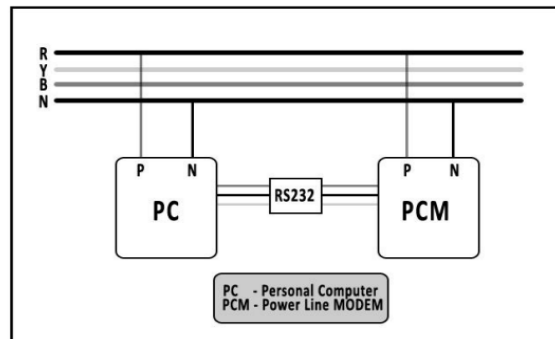 R
Y
B
N
P N P N
PC RS232 PCM
PC - Personal Computer
PCM - Power Line MODEM